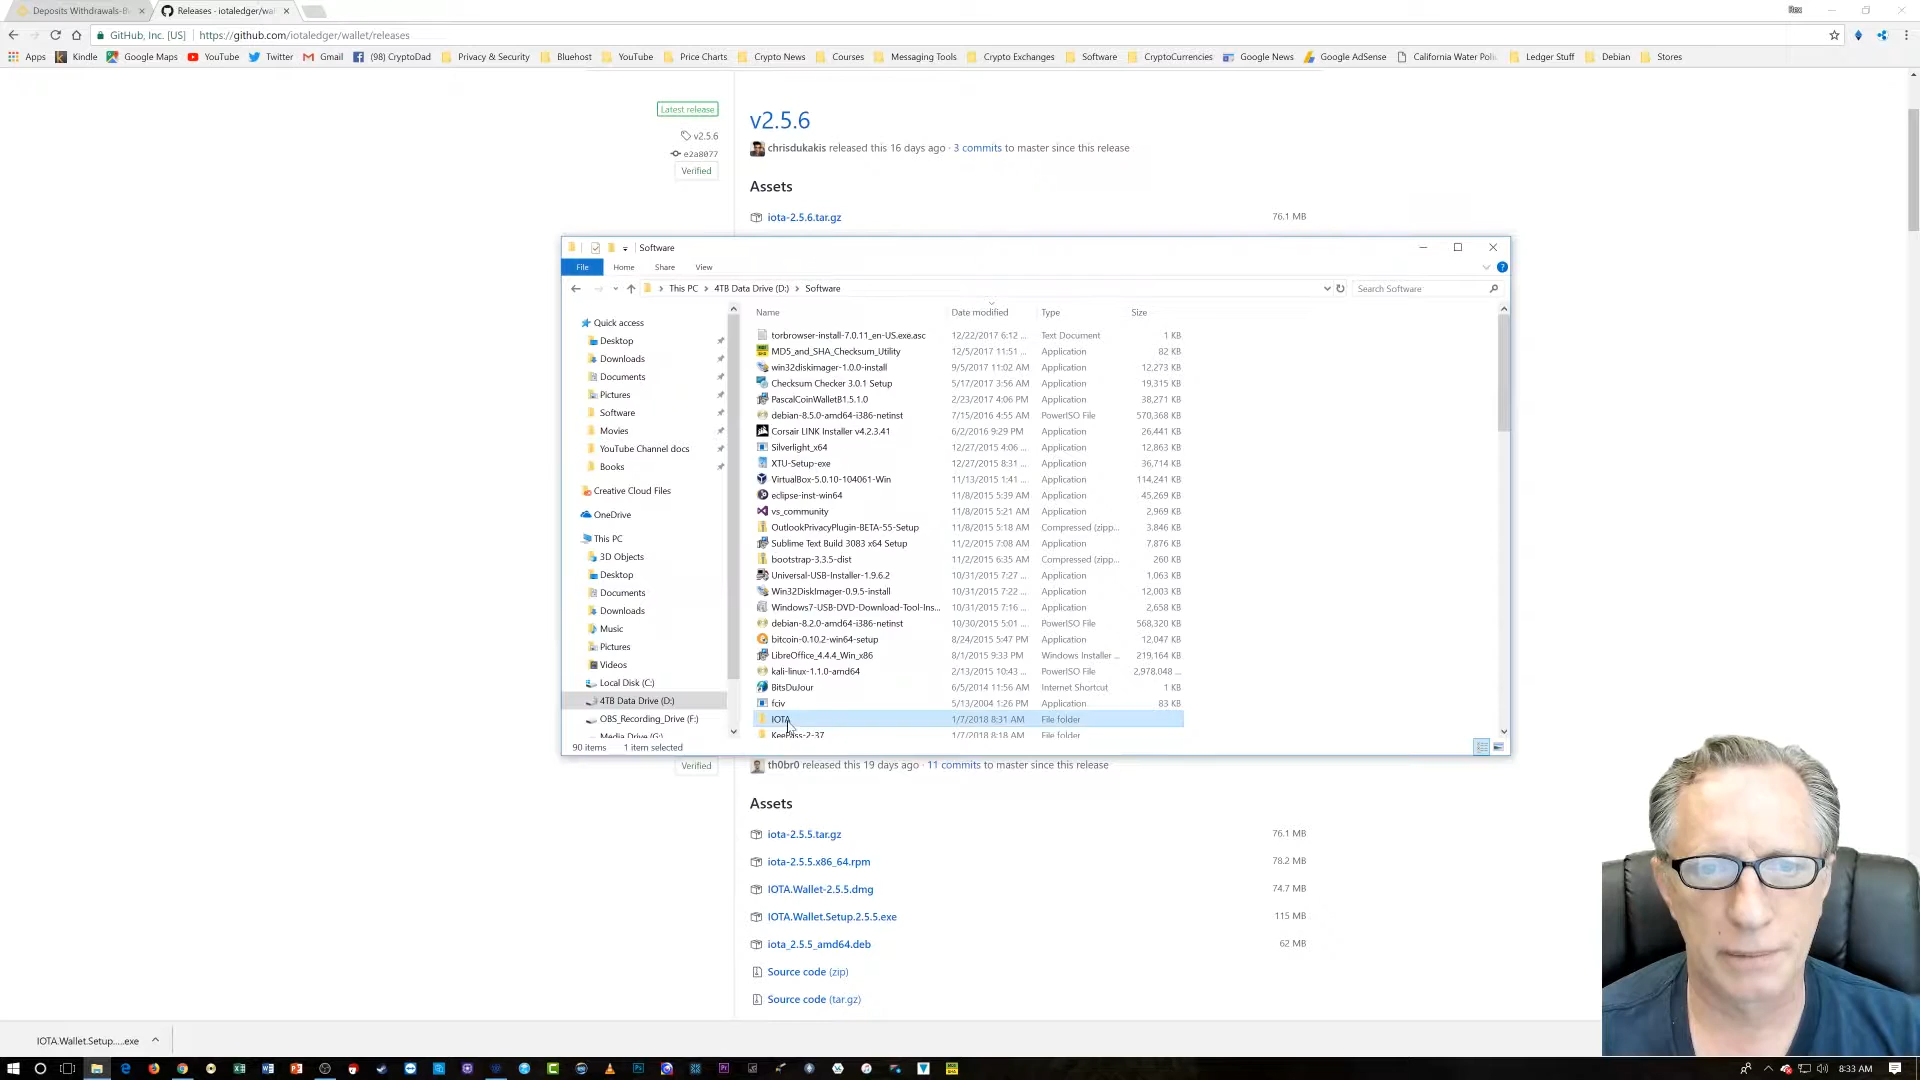 Deposits Withdrawals-B
Releases · iotaledger/wal
Rex
GitHub, Inc. [US]
https://github.com/iotaledger/wallet/releases
Apps
Kindle
Google Maps
YouTube
Twitter
Gmail
(98) CryptoDad
Privacy & Security
Bluehost
YouTube
Price Charts
Crypto News
Courses
Messaging Tools
Crypto Exchanges
Software
CryptoCurrencies
Google News
Google AdSense
California Water Poli
Ledger Stuff
Debian
Stores
Latest release
v2.5.6
e2a8077
Verified
v2.5.6
chrisdukakis released this 16 days ago · 3 commits to master since this release
Assets
iota-2.5.6.tar.gz 76.1 MB
Software
File Home Share View
This PC > 4TB Data Drive (D:) > Software
Search Software
Quick access
Desktop
Downloads
Documents
Pictures
Software
Movies
YouTube Channel docs
Books
Creative Cloud Files
OneDrive
This PC
3D Objects
Desktop
Documents
Downloads
Music
Pictures
Videos
Local Disk (C:)
4TB Data Drive (D:)
OBS_Recording_Drive (F:)
Media Drive (G:)
Name Date modified Type Size
torbrowser-install-7.0.11_en-US.exe.asc 12/22/2017 6:12 ... Text Document 1 KB
MD5_and_SHA_Checksum_Utility 12/5/2017 11:51 ... Application 82 KB
win32diskimager-1.0.0-install 9/5/2017 11:02 AM Application 12,273 KB
Checksum Checker 3.0.1 Setup 5/17/2017 3:56 AM Application 19,315 KB
PascalCoinWalletB1.5.1.0 2/23/2017 4:06 PM Application 38,271 KB
debian-8.5.0-amd64-i386-netinst 7/15/2016 4:55 AM PowerISO File 570,368 KB
Corsair LINK Installer v4.2.3.41 6/2/2016 9:29 PM Application 26,441 KB
Silverlight_x64 12/27/2015 4:06 ... Application 12,863 KB
XTU-Setup-exe 12/27/2015 8:31 ... Application 36,714 KB
VirtualBox-5.0.10-104061-Win 11/13/2015 1:41 ... Application 114,241 KB
eclipse-inst-win64 11/8/2015 5:39 AM Application 45,269 KB
vs_community 11/8/2015 5:21 AM Application 2,969 KB
OutlookPrivacyPlugin-BETA-55-Setup 11/8/2015 5:18 AM Compressed (zipp... 3,846 KB
Sublime Text Build 3083 x64 Setup 11/2/2015 7:08 AM Application 7,876 KB
bootstrap-3.3.5-dist 11/2/2015 6:35 AM Compressed (zipp... 260 KB
Universal-USB-Installer-1.9.6.2 10/31/2015 7:27 ... Application 1,063 KB
Win32DiskImager-0.9.5-install 10/31/2015 7:22 ... Application 12,003 KB
Windows7-USB-DVD-Download-Tool-Ins... 10/31/2015 7:16 ... Application 2,658 KB
debian-8.2.0-amd64-i386-netinst 10/30/2015 5:01 ... PowerISO File 568,320 KB
bitcoin-0.10.2-win64-setup 8/24/2015 5:47 PM Application 12,047 KB
LibreOffice_4.4.4_Win_x86 8/1/2015 9:33 PM Windows Installer ... 219,164 KB
kali-linux-1.1.0-amd64 2/13/2015 10:43 ... PowerISO File 2,978,048 ...
BitsDuJour 6/5/2014 11:56 AM Internet Shortcut 1 KB
fciv 5/13/2004 1:26 PM Application 83 KB
IOTA 1/7/2018 8:31 AM File folder
KeePass-2-37 1/7/2018 8:18 AM File folder
90 items 1 item selected
Verified
th0br0 released this 19 days ago · 11 commits to master since this release
Assets
iota-2.5.5.tar.gz 76.1 MB
iota-2.5.5.x86_64.rpm 78.2 MB
IOTA.Wallet-2.5.5.dmg 74.7 MB
IOTA.Wallet.Setup.2.5.5.exe 115 MB
iota_2.5.5_amd64.deb 62 MB
Source code (zip)
Source code (tar.gz)
IOTA.Wallet.Setup.....exe
8:33 AM